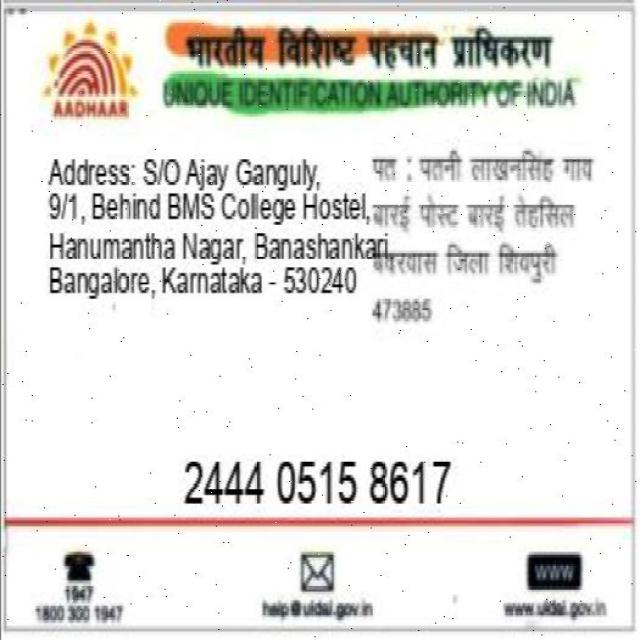 भारतीय विशिष्ट पहचान प्राधिकरण
UNIQUE IDENTIFICATION AUTHORITY OF INDIA
AADHAAR
Address: S/O Ajay Ganguly,
9/1, Behind BMS College Hostel,
Hanumantha Nagar, Banashankari,
Bangalore, Karnataka - 530240
पत : पतनी लाखनसिंह गाव
बारई पोस्ट बारई तेहसिल
जिला शिवपुरी
473885
2444 0515 8617
1947
1800 300 1947
help@uidai.gov.in
www
www.uidai.gov.in